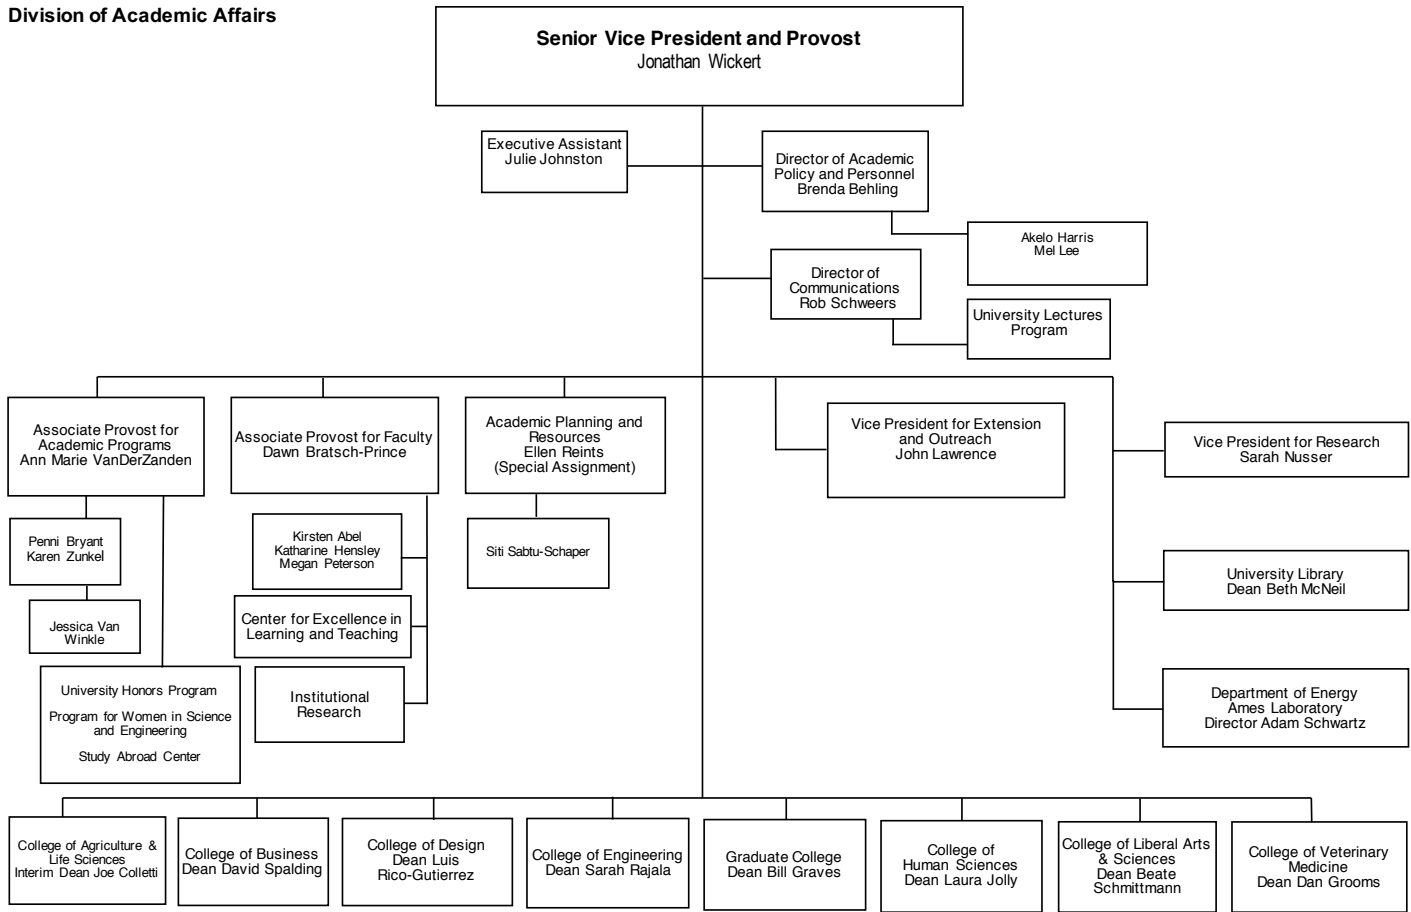 Division of Academic Affairs
Senior Vice President and Provost
Jonathan Wickert
Executive Assistant
Julie Johnston
Director of Academic
Policy and Personnel
Brenda Behling
Akelo Harris
Mel Lee
Director of
Communications
Rob Schweers
University Lectures
Program
Associate Provost for
Academic Programs
Ann Marie VanDerZanden
Associate Provost for Faculty
Dawn Bratsch-Prince
Academic Planning and
Resources
Ellen Reints
(Special Assignment)
Vice President for Extension
and Outreach
John Lawrence
Vice President for Research
Sarah Nusser
Penni Bryant
Karen Zunkel
Jessica Van
Winkle
University Honors Program
Program for Women in Science
and Engineering
Study Abroad Center
Kirsten Abel
Katharine Hensley
Megan Peterson
Center for Excellence in
Learning and Teaching
Institutional
Research
Siti Sabtu-Schaper
University Library
Dean Beth McNeil
Department of Energy
Ames Laboratory
Director Adam Schwartz
College of Agriculture &
Life Sciences
Interim Dean Joe Colletti
College of Business
Dean David Spalding
College of Design
Dean Luis
Rico-Gutierrez
College of Engineering
Dean Sarah Rajala
Graduate College
Dean Bill Graves
College of
Human Sciences
Dean Laura Jolly
College of Liberal Arts
& Sciences
Dean Beate
Schmittmann
College of Veterinary
Medicine
Dean Dan Grooms